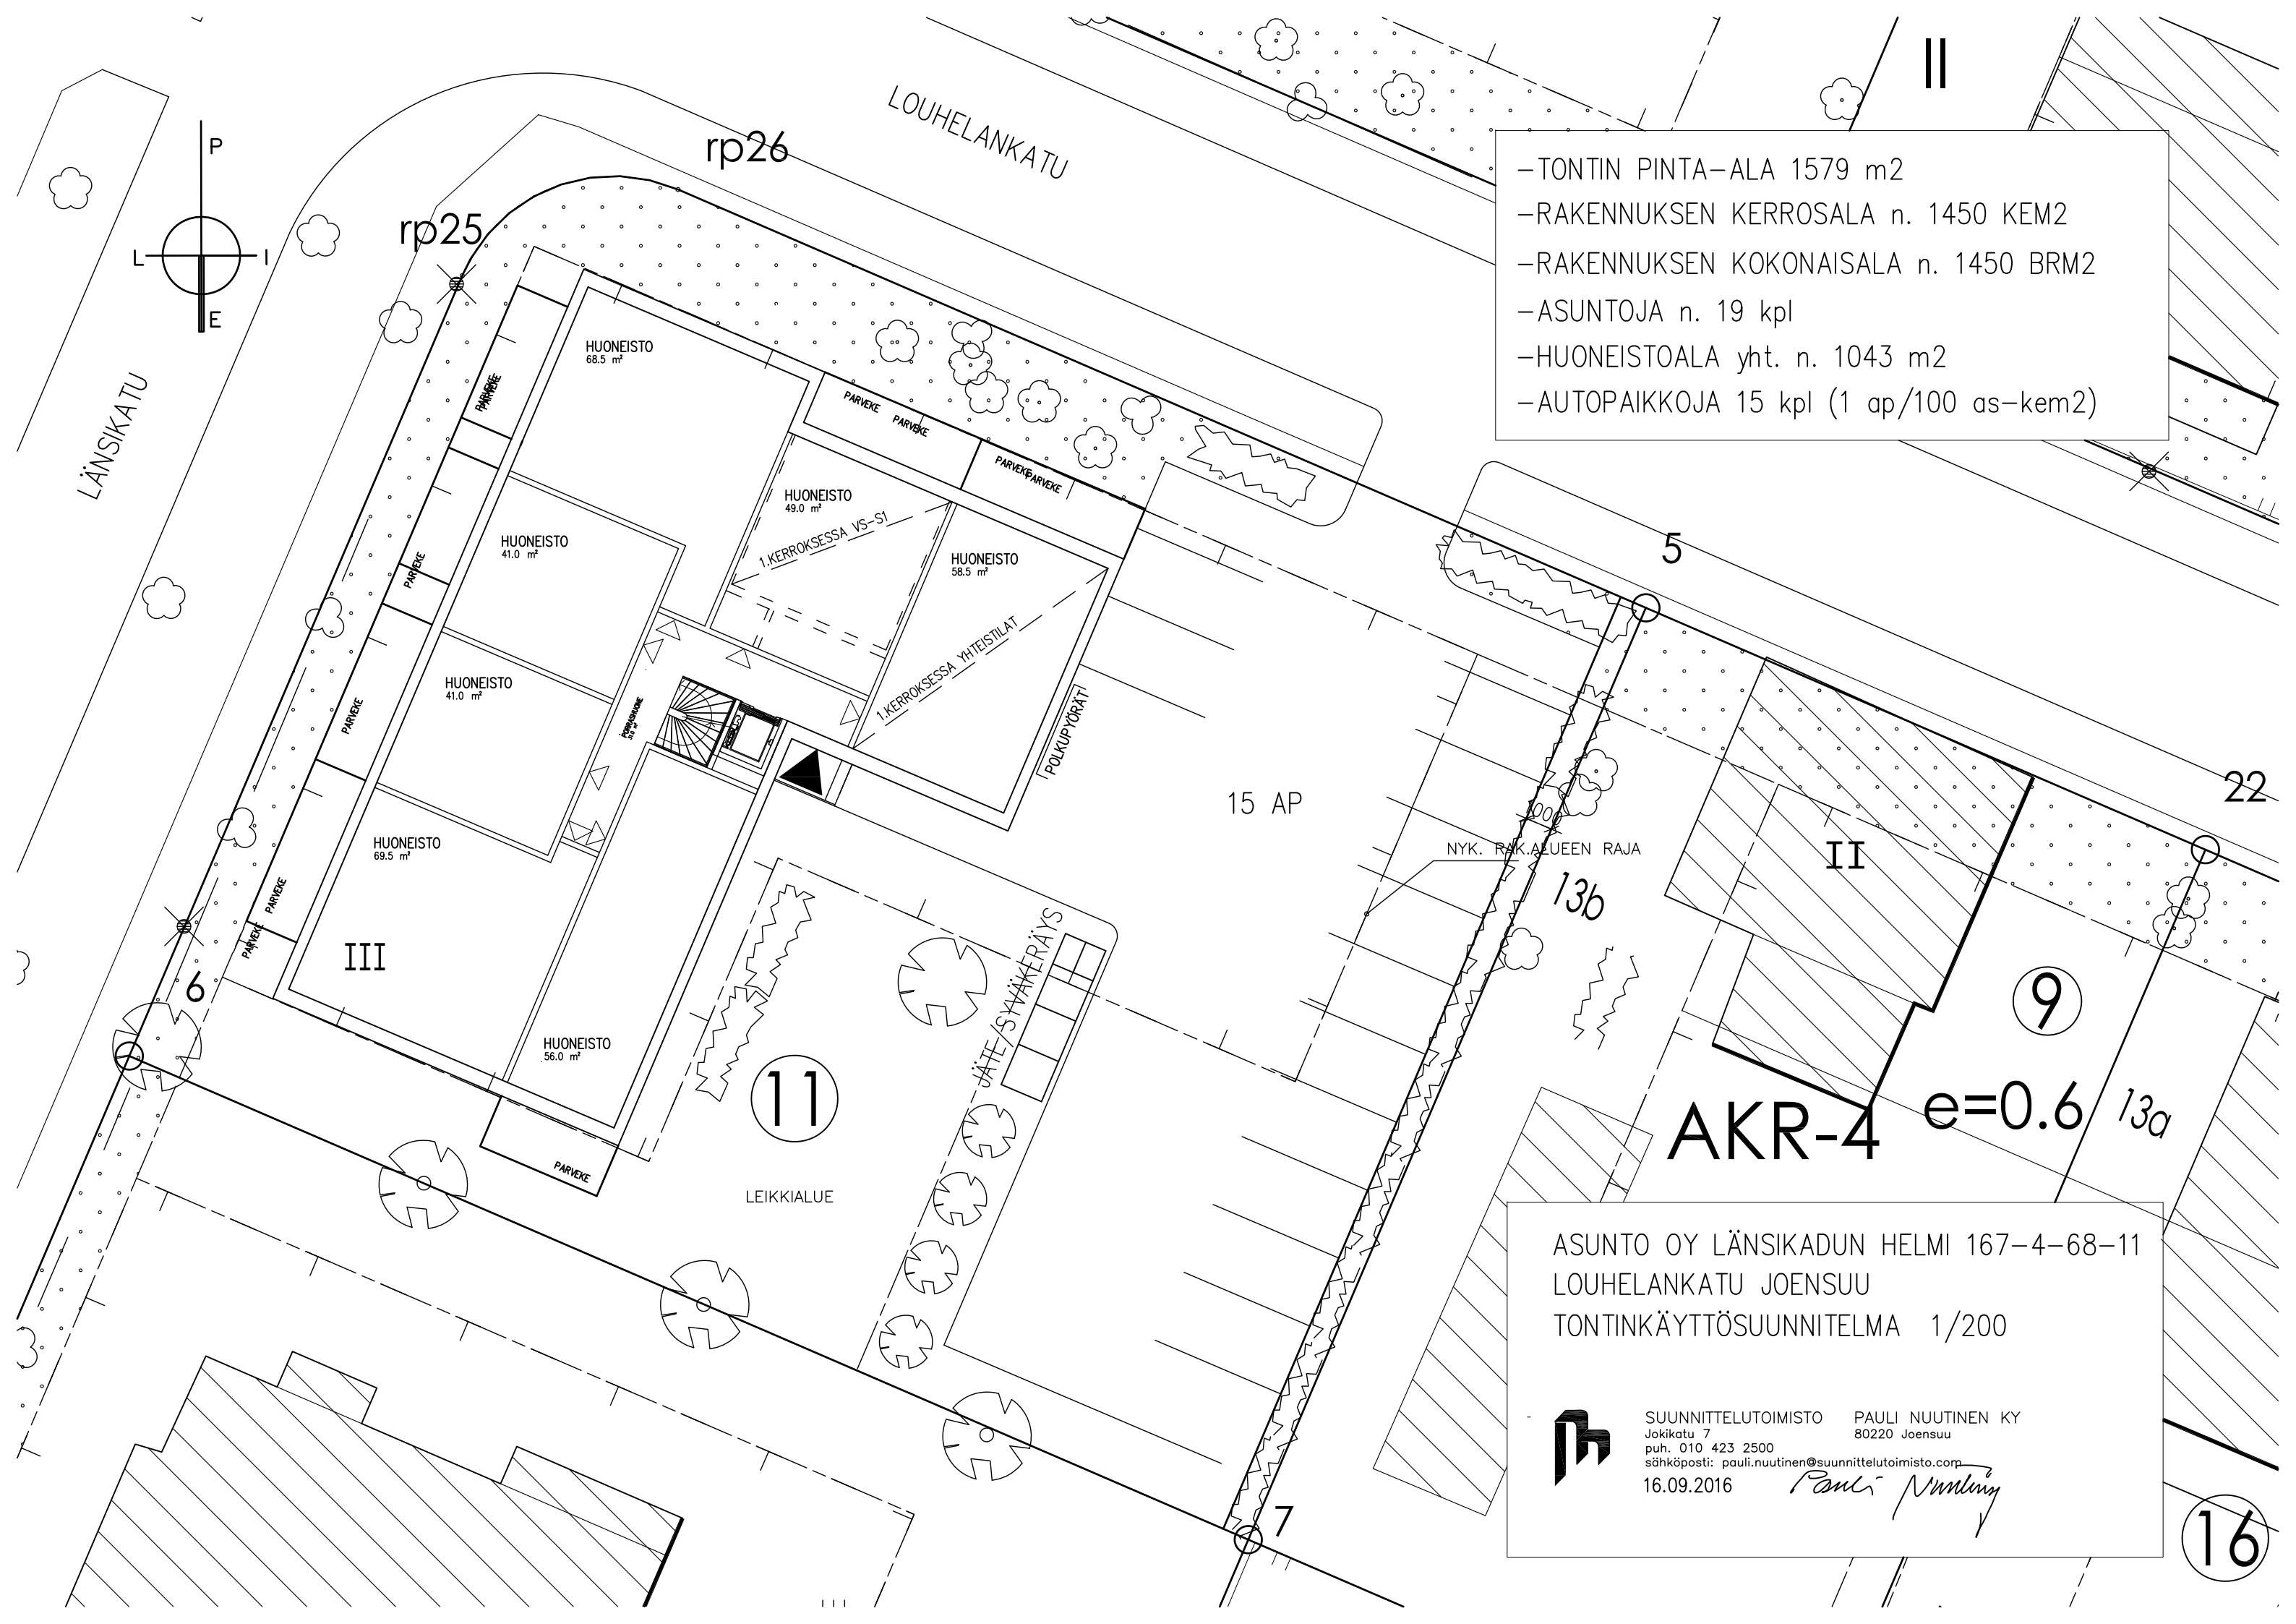 II
LOUHELANKATU
rp26
P
rp25
L I
E
-TONTIN PINTA-ALA 1579 m2
-RAKENNUKSEN KERROSALA n. 1450 KEM2
-RAKENNUKSEN KOKONAISALA n. 1450 BRM2
-ASUNTOJA n. 19 kpl
-HUONEISTOALA yht. n. 1043 m2
-AUTOPAIKKOJA 15 kpl (1 ap/100 as-kem2)
LÄNSIKATU
HUONEISTO
68.5 m²
PARVEKE
PARVEKE
PARVEKE
PARVEKE
PARVEKE
PARVEKE
HUONEISTO
49.0 m²
1.KERROKSESSA VS-S1
HUONEISTO
41.0 m²
HUONEISTO
58.5 m²
1.KERROKSESSA YHTEISTILAT
5
PARVEKE
HUONEISTO
41.0 m²
PARVEKE
POLKUPYÖRÄT
15 AP
22
HUONEISTO
69.5 m²
NYK. RAK.ALUEEN RAJA
13b
II
PARVEKE
PARVEKE
III
6
JÄTE/SYVÄKERÄYS
9
HUONEISTO
56.0 m²
11
AKR-4
e=0.6
13a
PARVEKE
LEIKKIALUE
ASUNTO OY LÄNSIKADUN HELMI 167-4-68-11
LOUHELANKATU JOENSUU
TONTINKÄYTTÖSUUNNITELMA 1/200
SUUNNITTELUTOIMISTO PAULI NUUTINEN KY
Jokikatu 7 80220 Joensuu
puh. 010 423 2500
sähköposti: pauli.nuutinen@suunnittelutoimisto.com
16.09.2016 Pauli Nuutinen
7
16